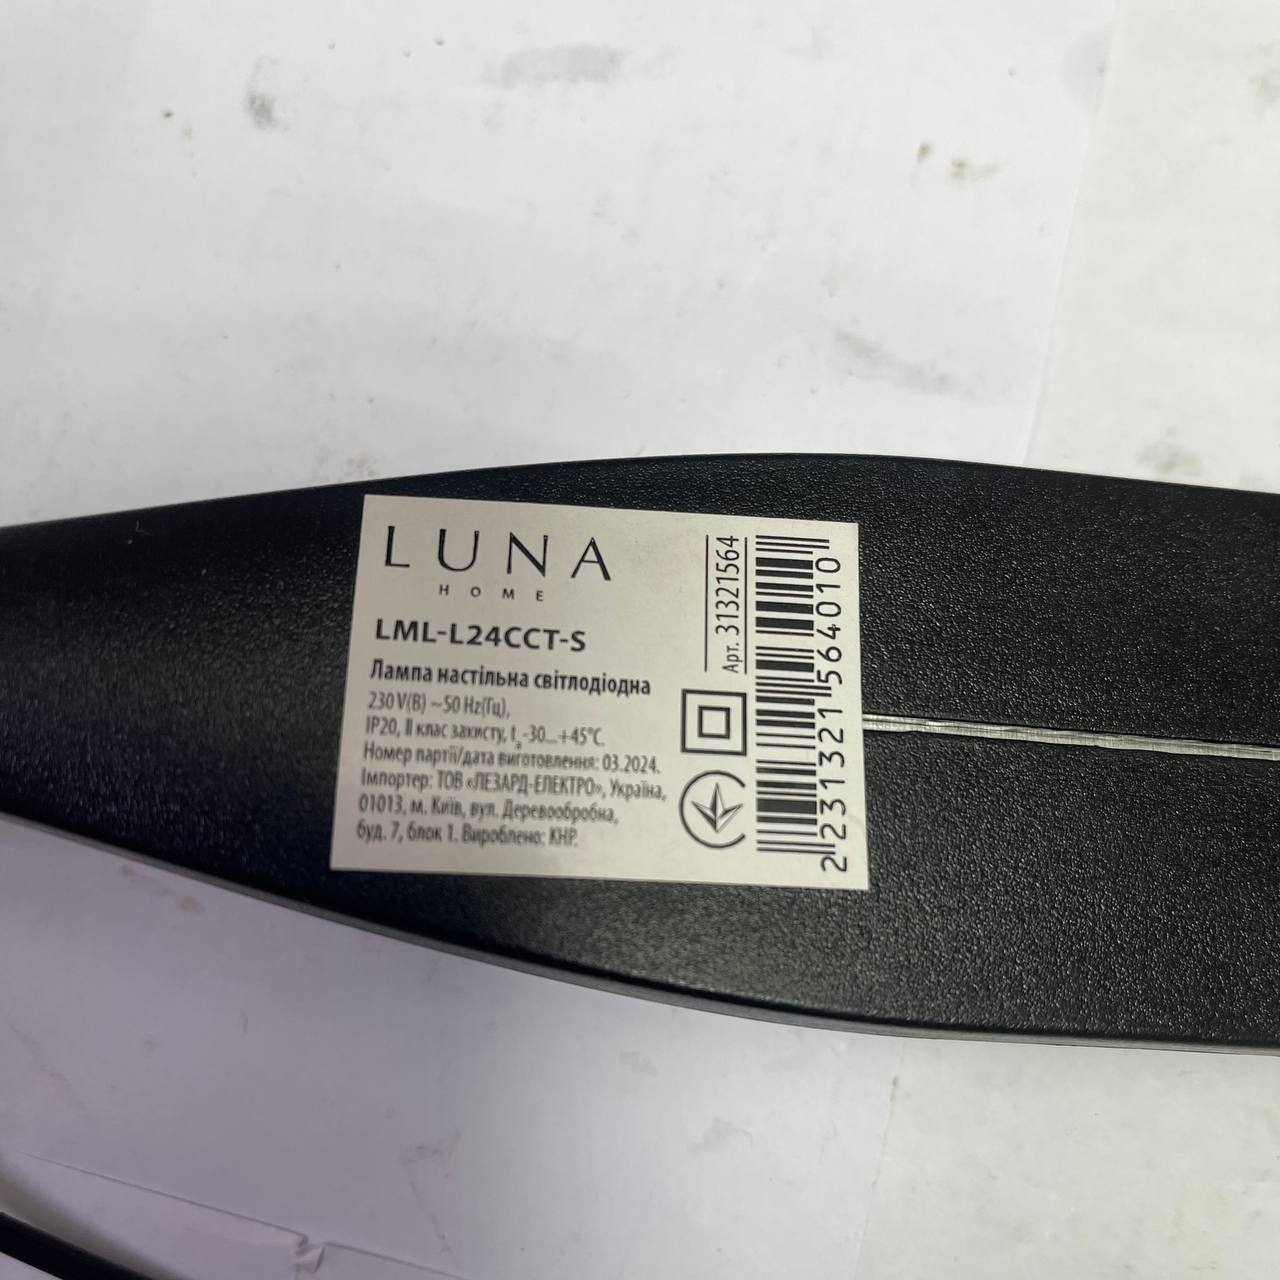 LUNA
HOME
LML-L24CCT-S
Лампа настільна світлодіодна
230 V(В) ~50 Hz(Гц),
IP20, II клас захисту, ta -30...+45°C.
Номер партії/дата виготовлення: 03.2024.
Імпортер: ТОВ «ЛЕЗАРД-ЕЛЕКТРО», Україна,
01013, м. Київ, вул. Деревообробна,
буд. 7, блок 1. Вироблено: КНР.
Арт. 31321564
2231321564010